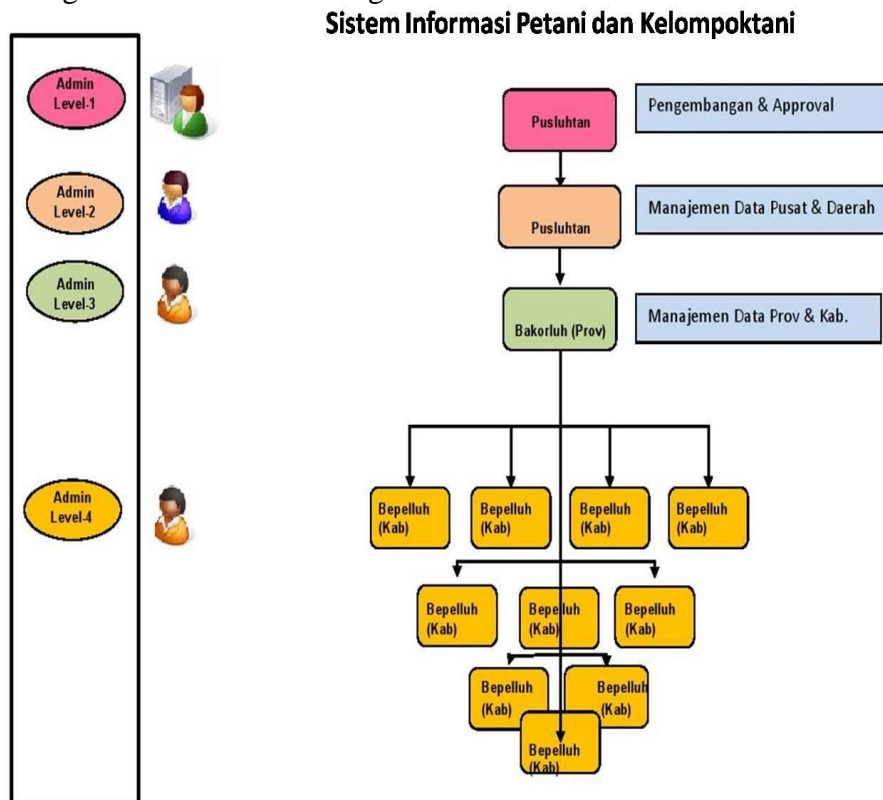 Sistem Informasi Petani dan Kelompoktani
Admin
Level-1
Pusluhtan
Pengembangan & Approval
Admin
Level-2
Pusluhtan
Manajemen Data Pusat & Daerah
Admin
Level-3
Bakorluh (Prov)
Manajemen Data Prov & Kab.
Admin
Level-4
Bepelluh
(Kab)
Bepelluh
(Kab)
Bepelluh
(Kab)
Bepelluh
(Kab)
Bepelluh
(Kab)
Bepelluh
(Kab)
Bepelluh
(Kab)
Bepelluh
(Kab)
Bepelluh
(Kab)
Bepelluh
(Kab)